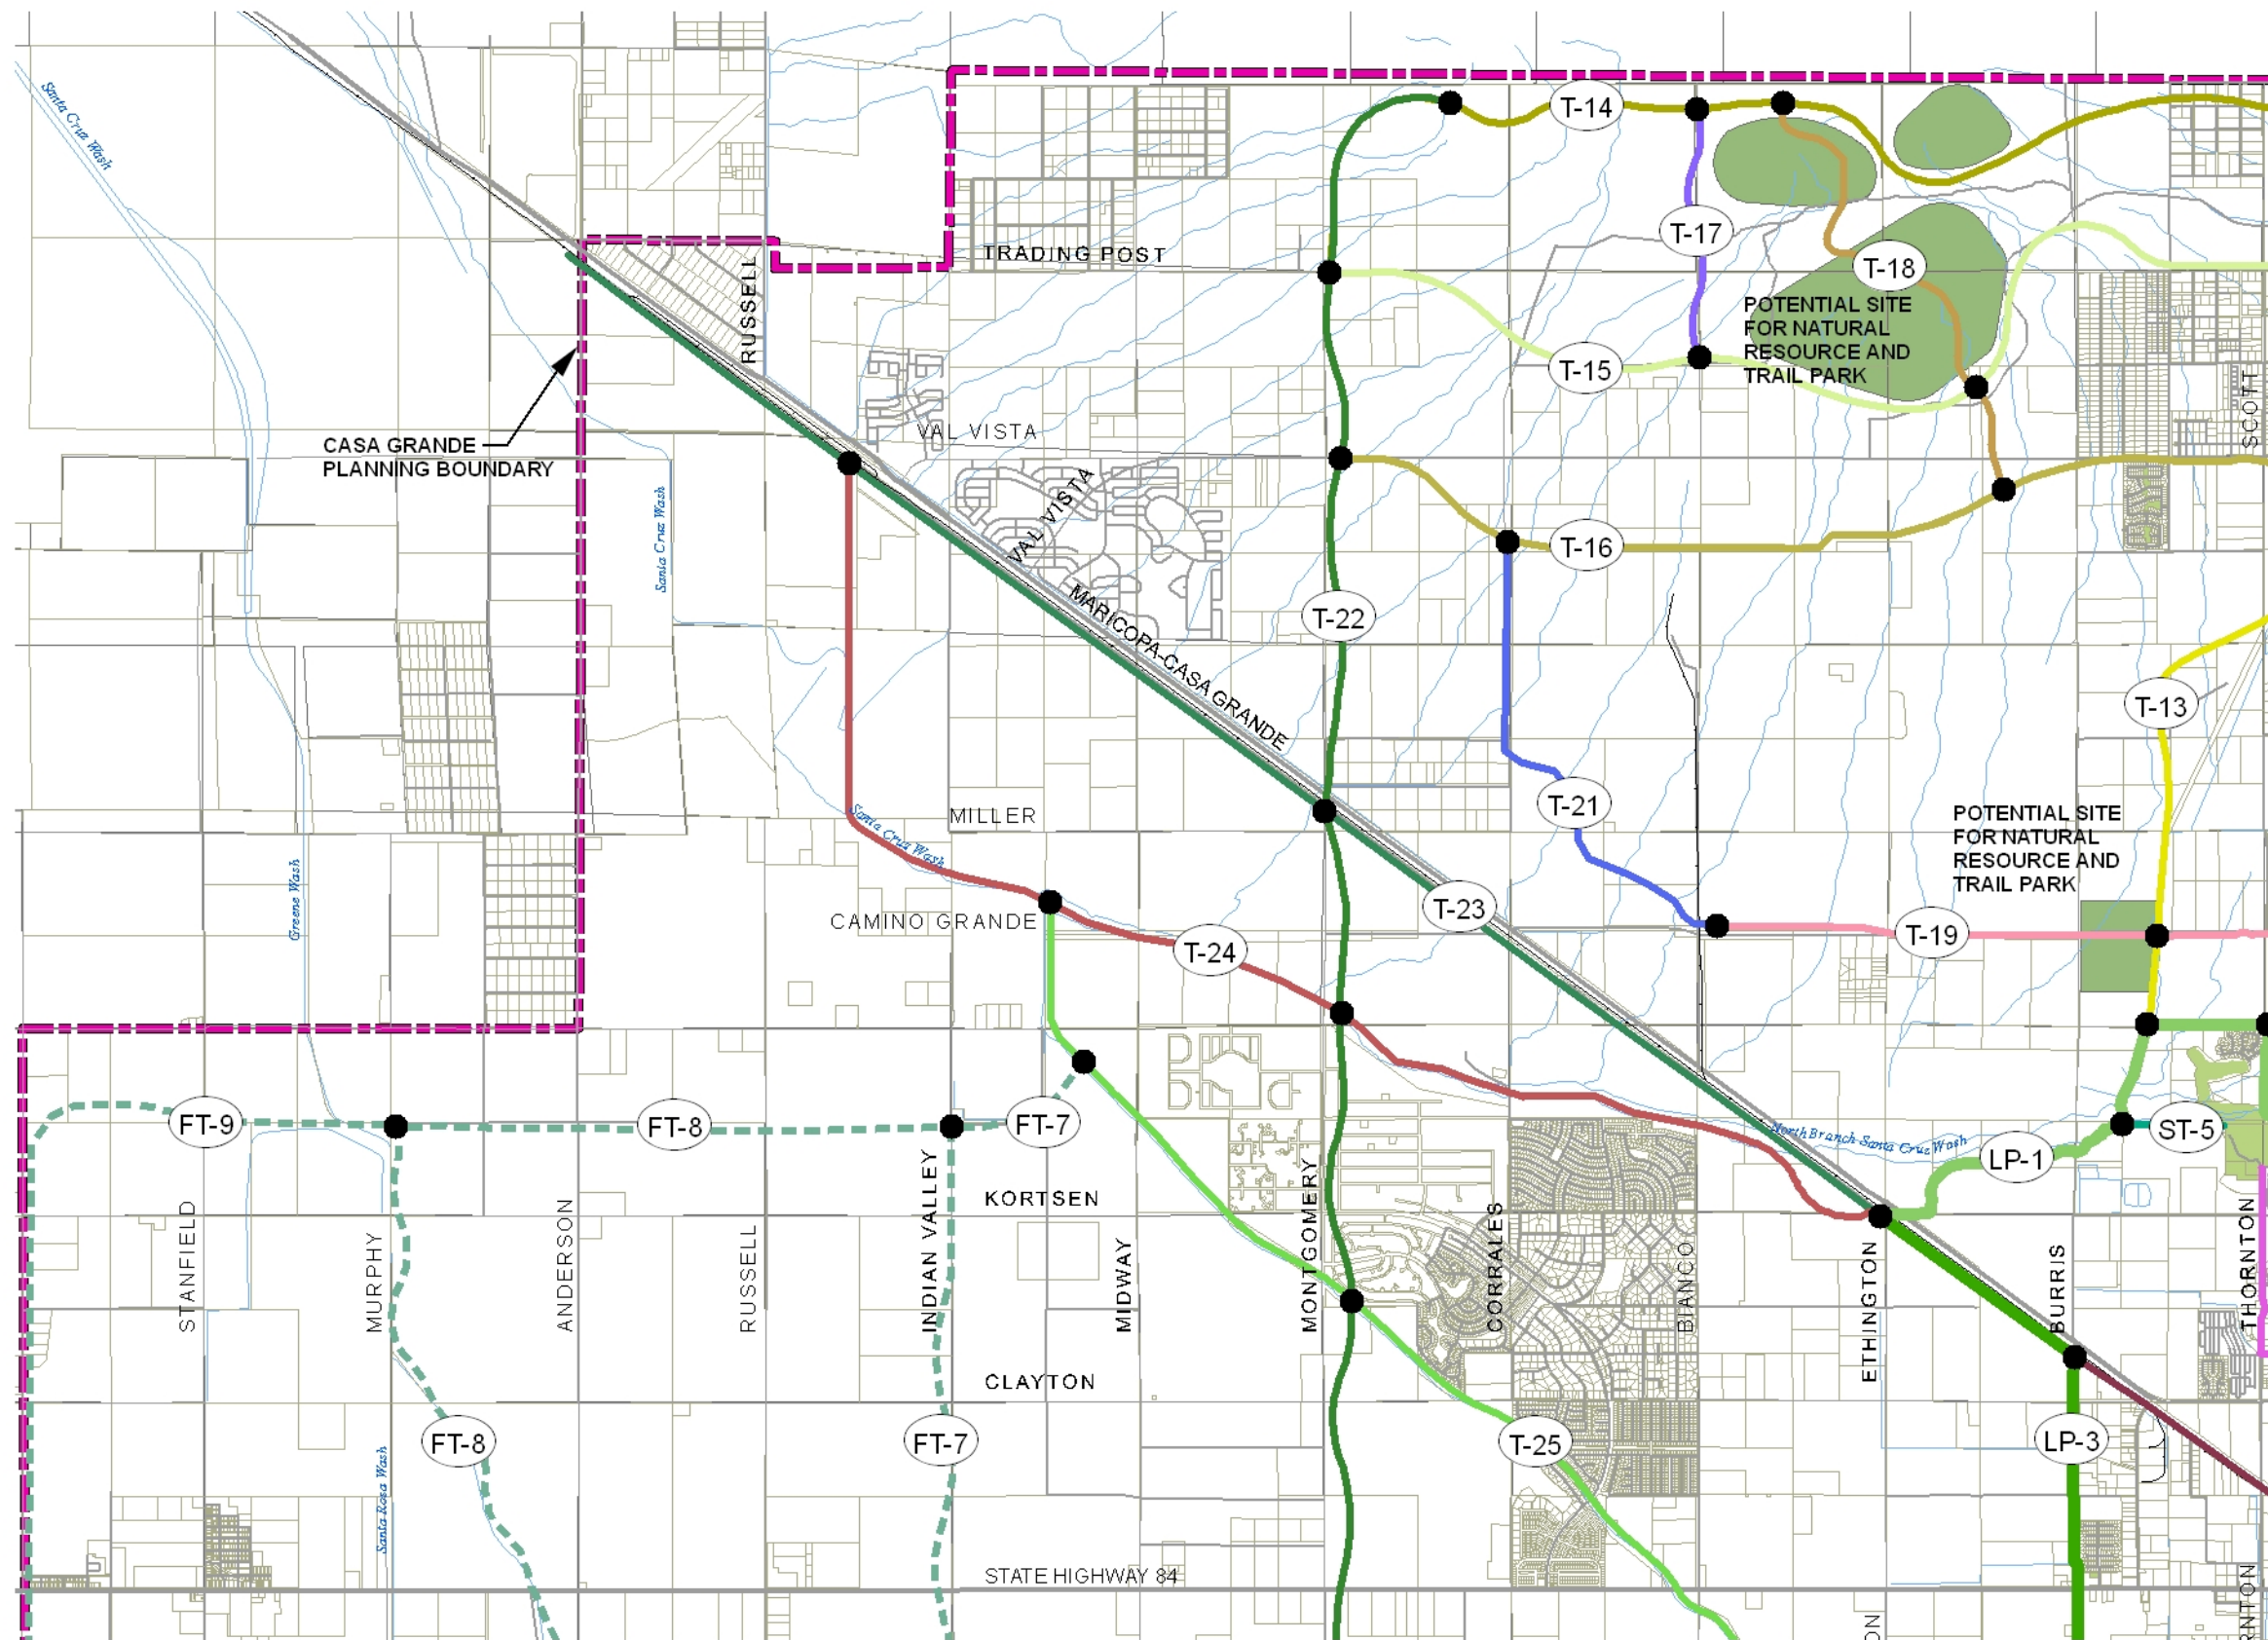 Santa Cruz Wash
T-14
T-17
TRADING POST
RUSSELL
T-18
POTENTIAL SITE
FOR NATURAL
RESOURCE AND
TRAIL PARK
T-15
SCOTT
CASA GRANDE
PLANNING BOUNDARY
VAL VISTA
VAL VISTA
Santa Cruz Wash
T-16
MARICOPA-CASA GRANDE
T-22
T-13
T-21
MILLER
Santa Cruz Wash
POTENTIAL SITE
FOR NATURAL
RESOURCE AND
TRAIL PARK
Greene Wash
CAMINO GRANDE
T-23
T-24
T-19
FT-9
FT-8
FT-7
North Branch Santa Cruz Wash
ST-5
LP-1
KORTSEN
STANFIELD
MURPHY
ANDERSON
RUSSELL
INDIAN VALLEY
MIDWAY
MONTGOMERY
CORRALES
BIANCO
ETHINGTON
BURRIS
THORNTON
CLAYTON
FT-8
FT-7
T-25
LP-3
Santa Rosa Wash
STATE HIGHWAY 84
ON
RNTON